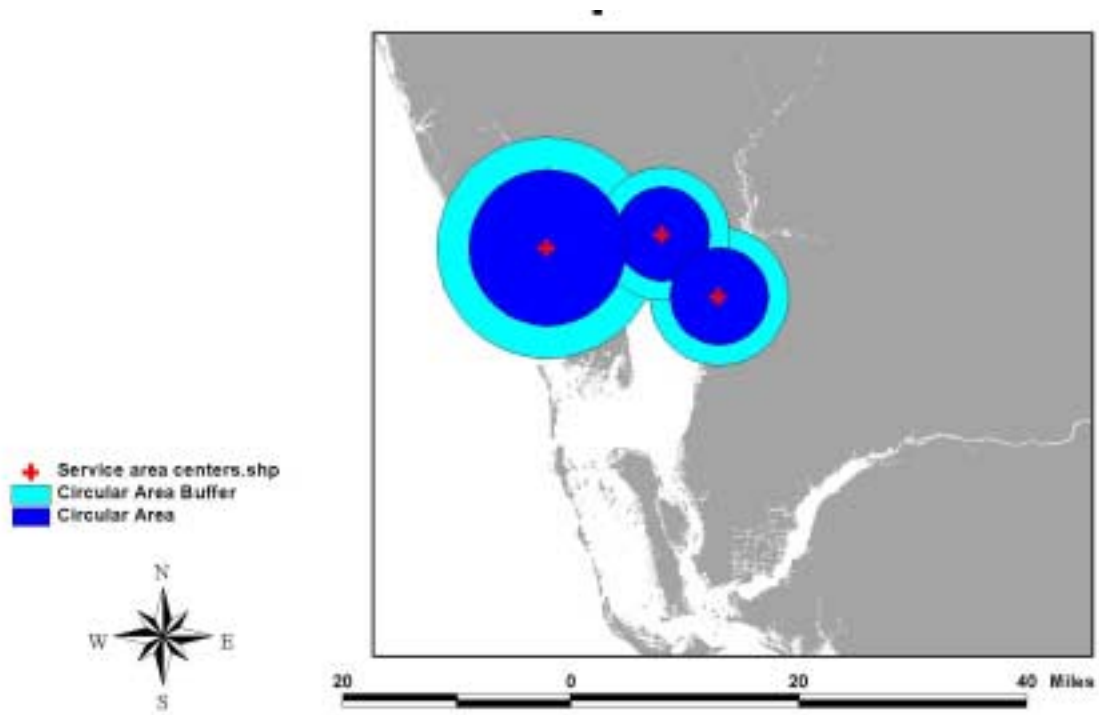 Service area centers.shp
Circular Area Buffer
Circular Area
N
W E
S
20 0 20 40 Miles